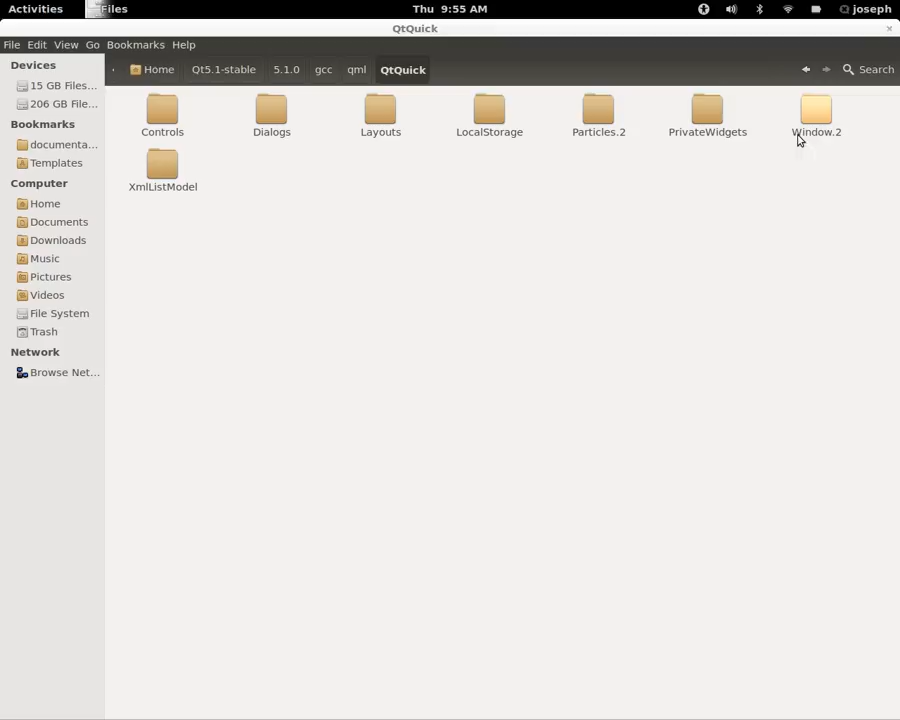 Activities Files Thu 9:55 AM joseph
QtQuick ×
File Edit View Go Bookmarks Help
Devices
Home Qt5.1-stable 5.1.0 gcc qml QtQuick Search
15 GB Files...
206 GB File...
Bookmarks
documenta...
Templates
Computer
Home
Documents
Downloads
Music
Pictures
Videos
File System
Trash
Network
Browse Net...
Controls Dialogs Layouts LocalStorage Particles.2 PrivateWidgets Window.2
XmlListModel